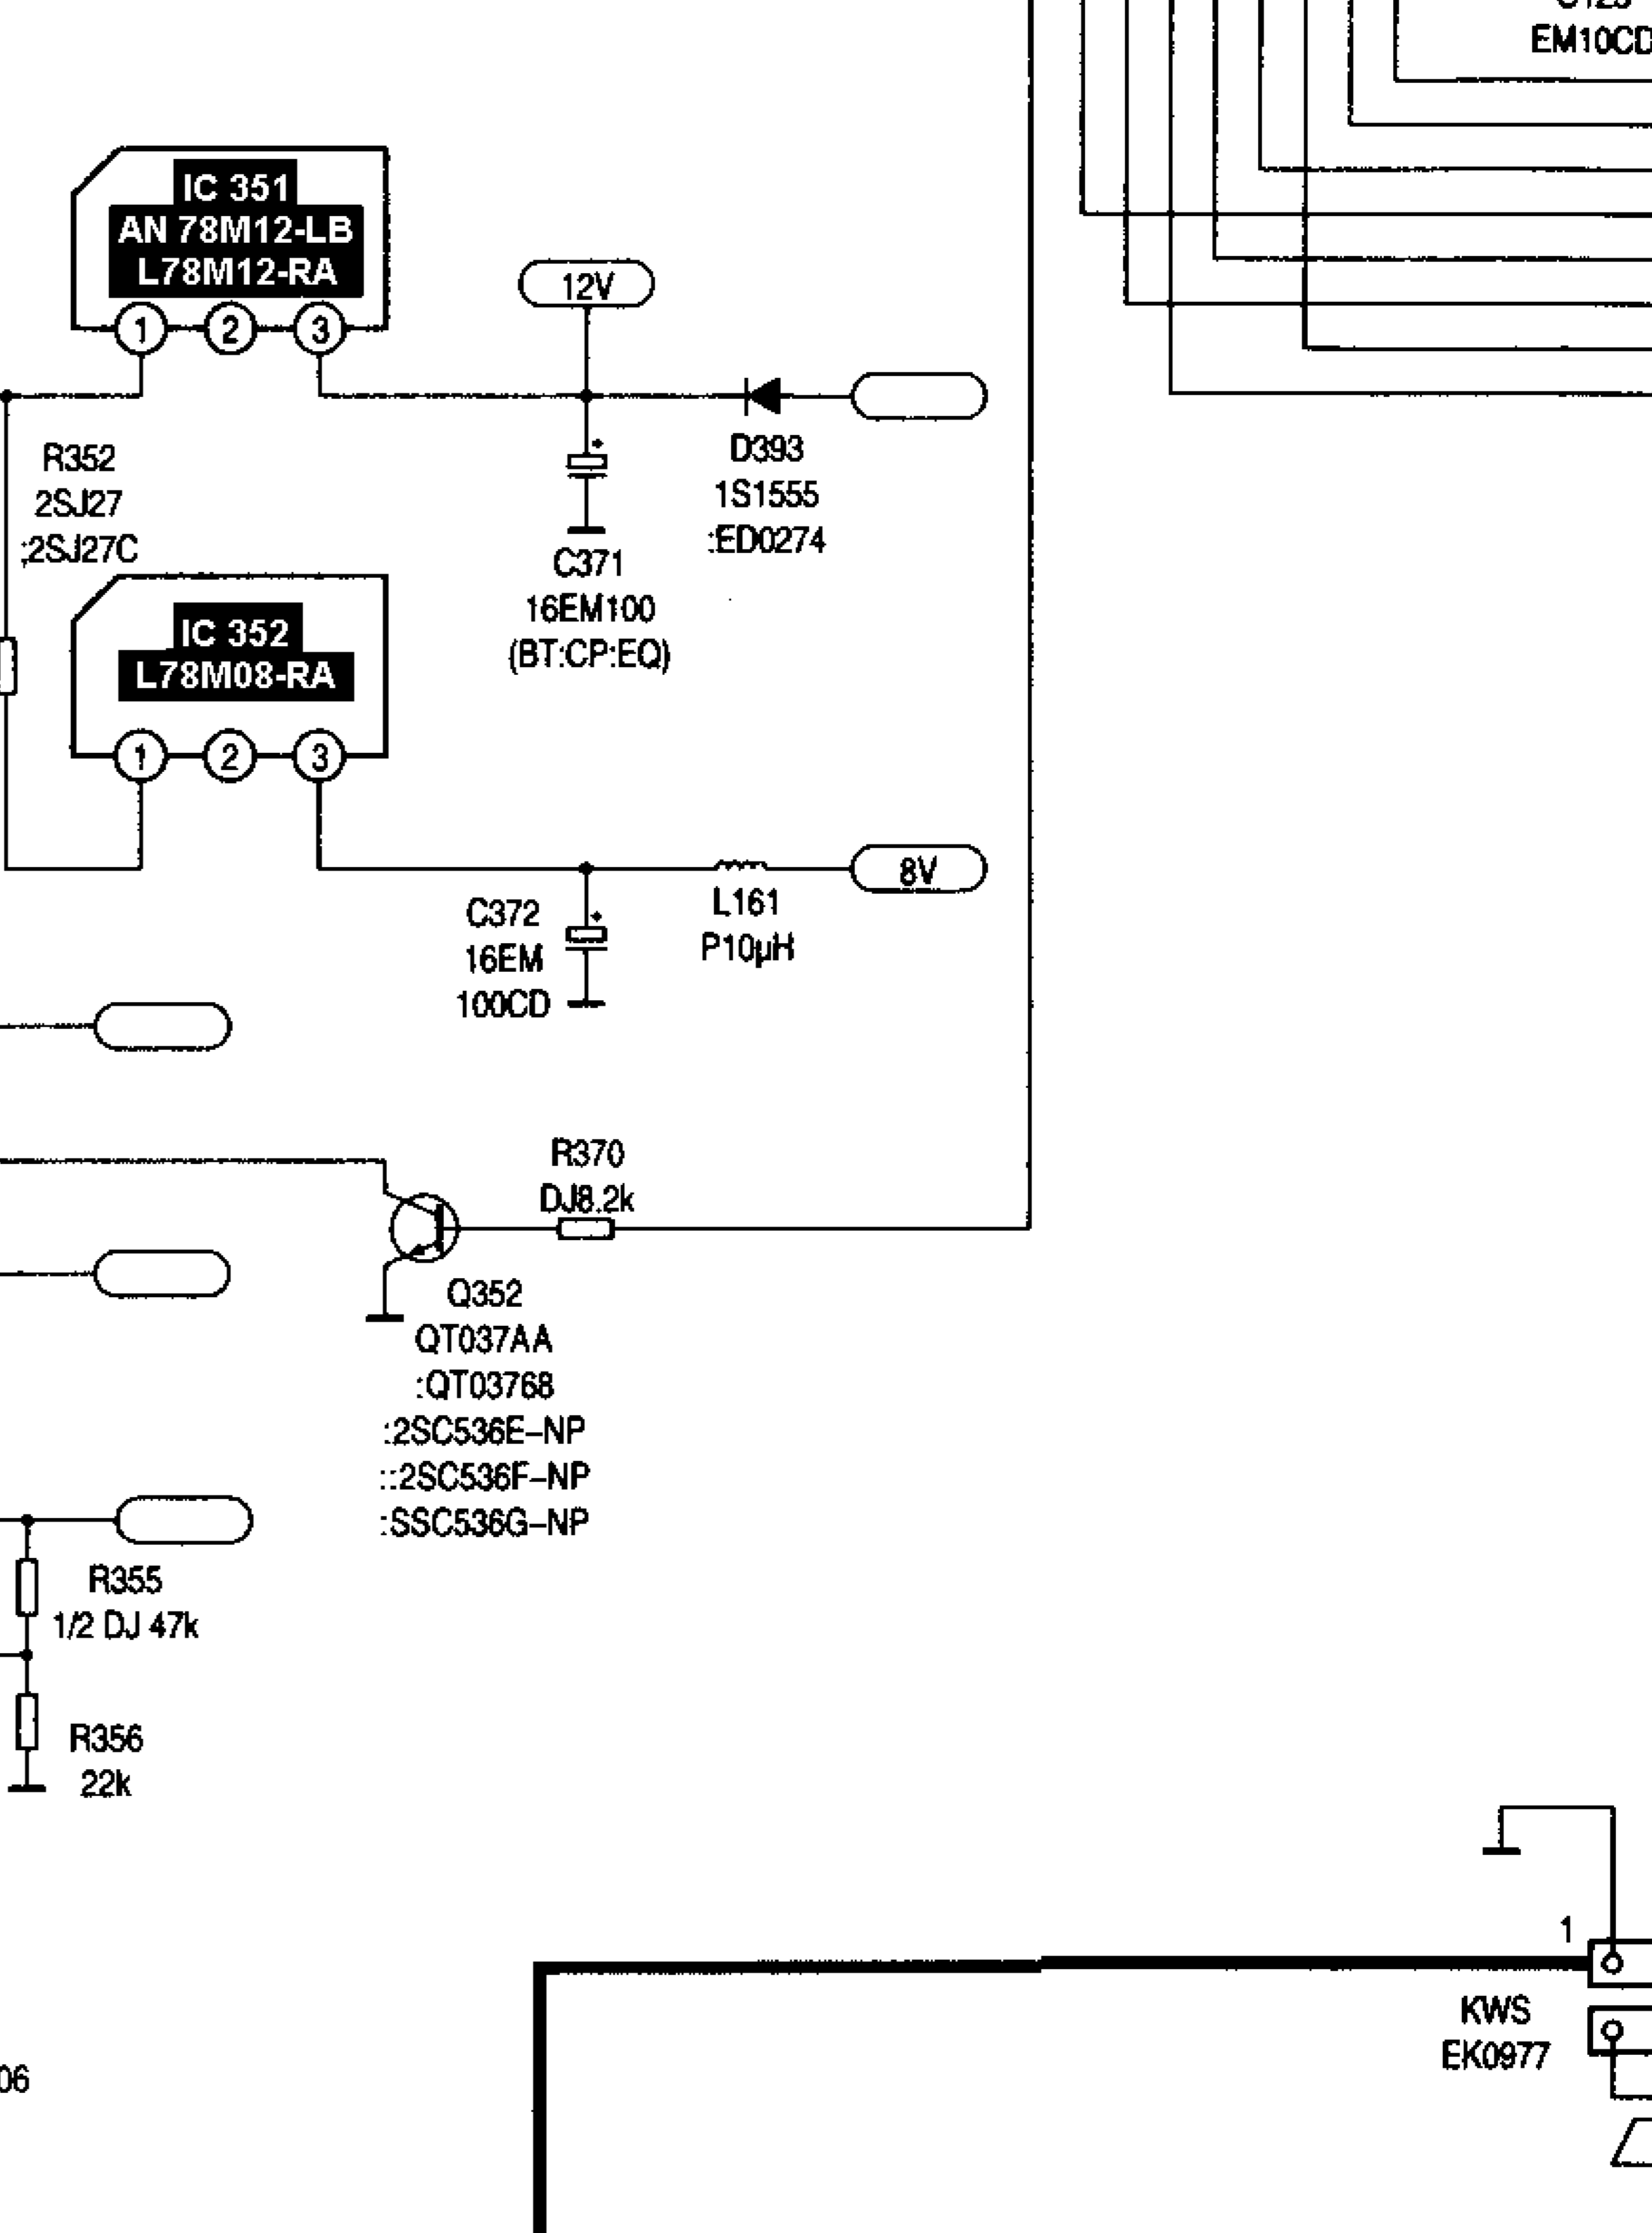 EM10CD
IC 351
AN 78M12-LB
L78M12-RA
1 2 3
12V
R352
2SJ27
;2SJ27C
D393
1S1555
:ED0274
C371
16EM100
(BT:CP:EQ)
IC 352
L78M08-RA
1 2 3
8V
L161
P10µH
C372
16EM
100CD
R370
DJ8.2k
Q352
QT037AA
:QT03768
:2SC536E-NP
::2SC536F-NP
:SSC536G-NP
R355
1/2 DJ 47k
R356
22k
1
KWS
EK0977
06